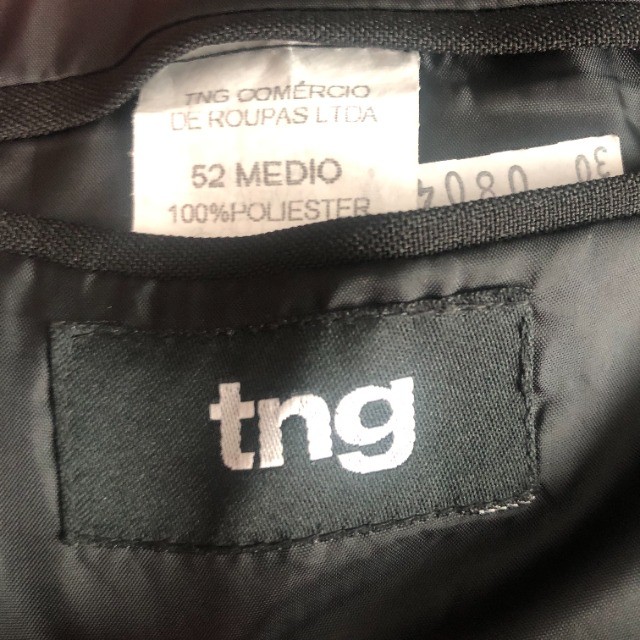 TNG COMÉRCIO
DE ROUPAS LTDA
52 MEDIO
100%POLIESTER
tng